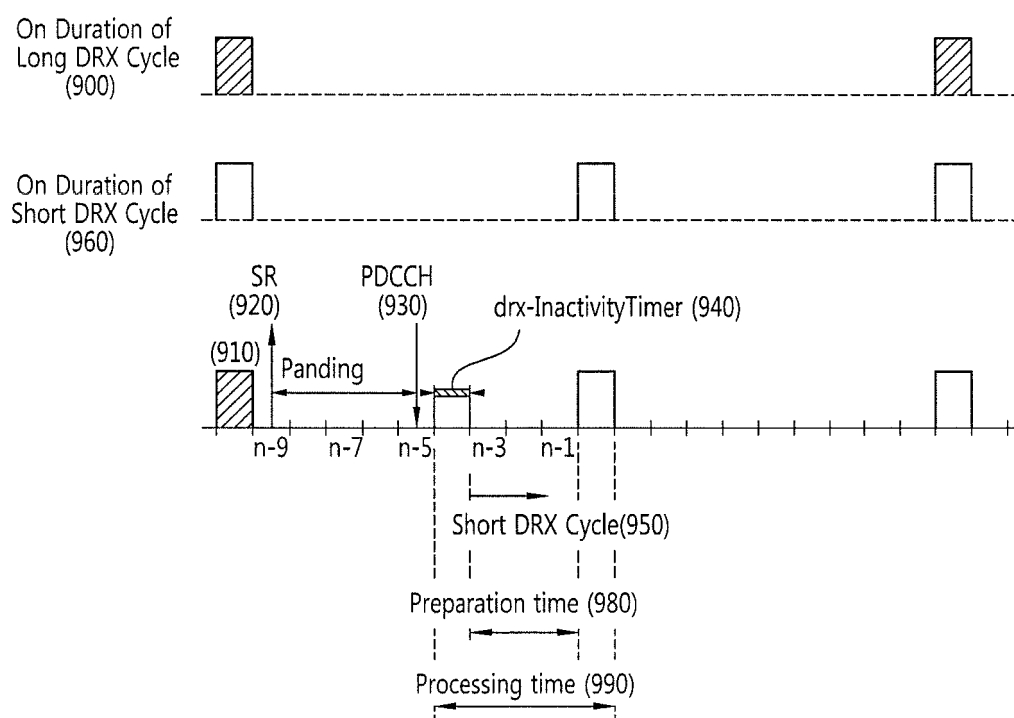 On Duration of
Long DRX Cycle
(900)
On Duration of
Short DRX Cycle
(960)
SR
(920)
PDCCH
(930)
drx-InactivityTimer (940)
(910)
Panding
n-9 n-7 n-5 n-3 n-1
Short DRX Cycle(950)
Preparation time (980)
Processing time (990)